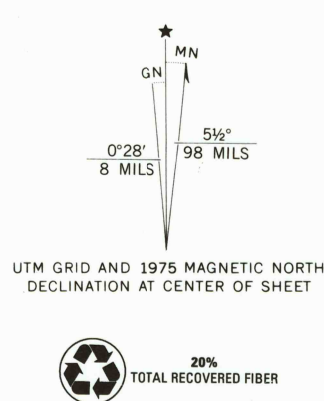 MN
GN
5½°
98 MILS
0°28′
8 MILS
UTM GRID AND 1975 MAGNETIC NORTH
DECLINATION AT CENTER OF SHEET
20%
TOTAL RECOVERED FIBER